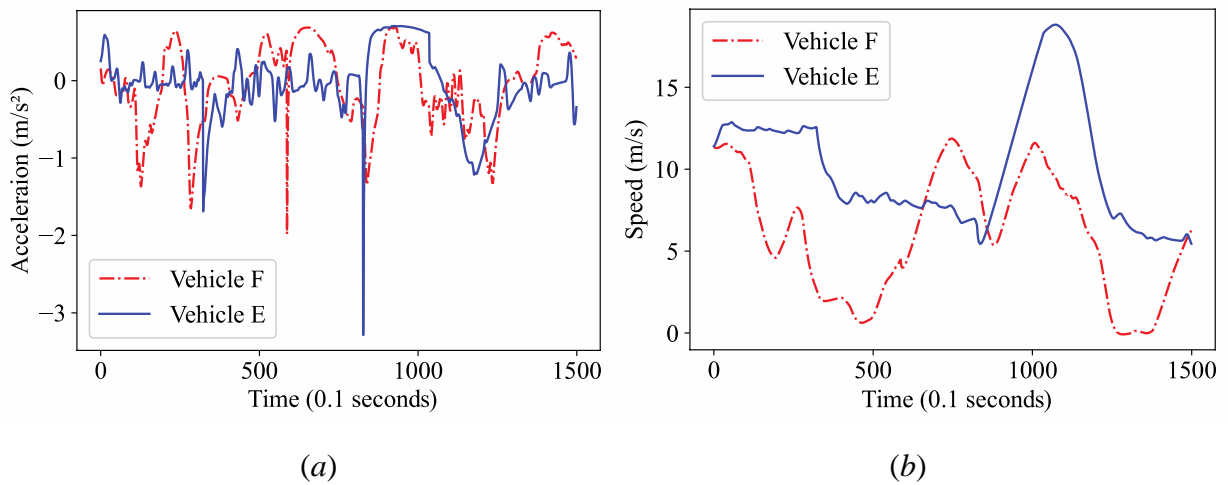 Acceleraion (m/s²)
0
−1
−2
−3
Vehicle F
Vehicle E
0
500
1000
1500
Time (0.1 seconds)
(a)
Speed (m/s)
15
10
5
0
Vehicle F
Vehicle E
0
500
1000
1500
Time (0.1 seconds)
(b)